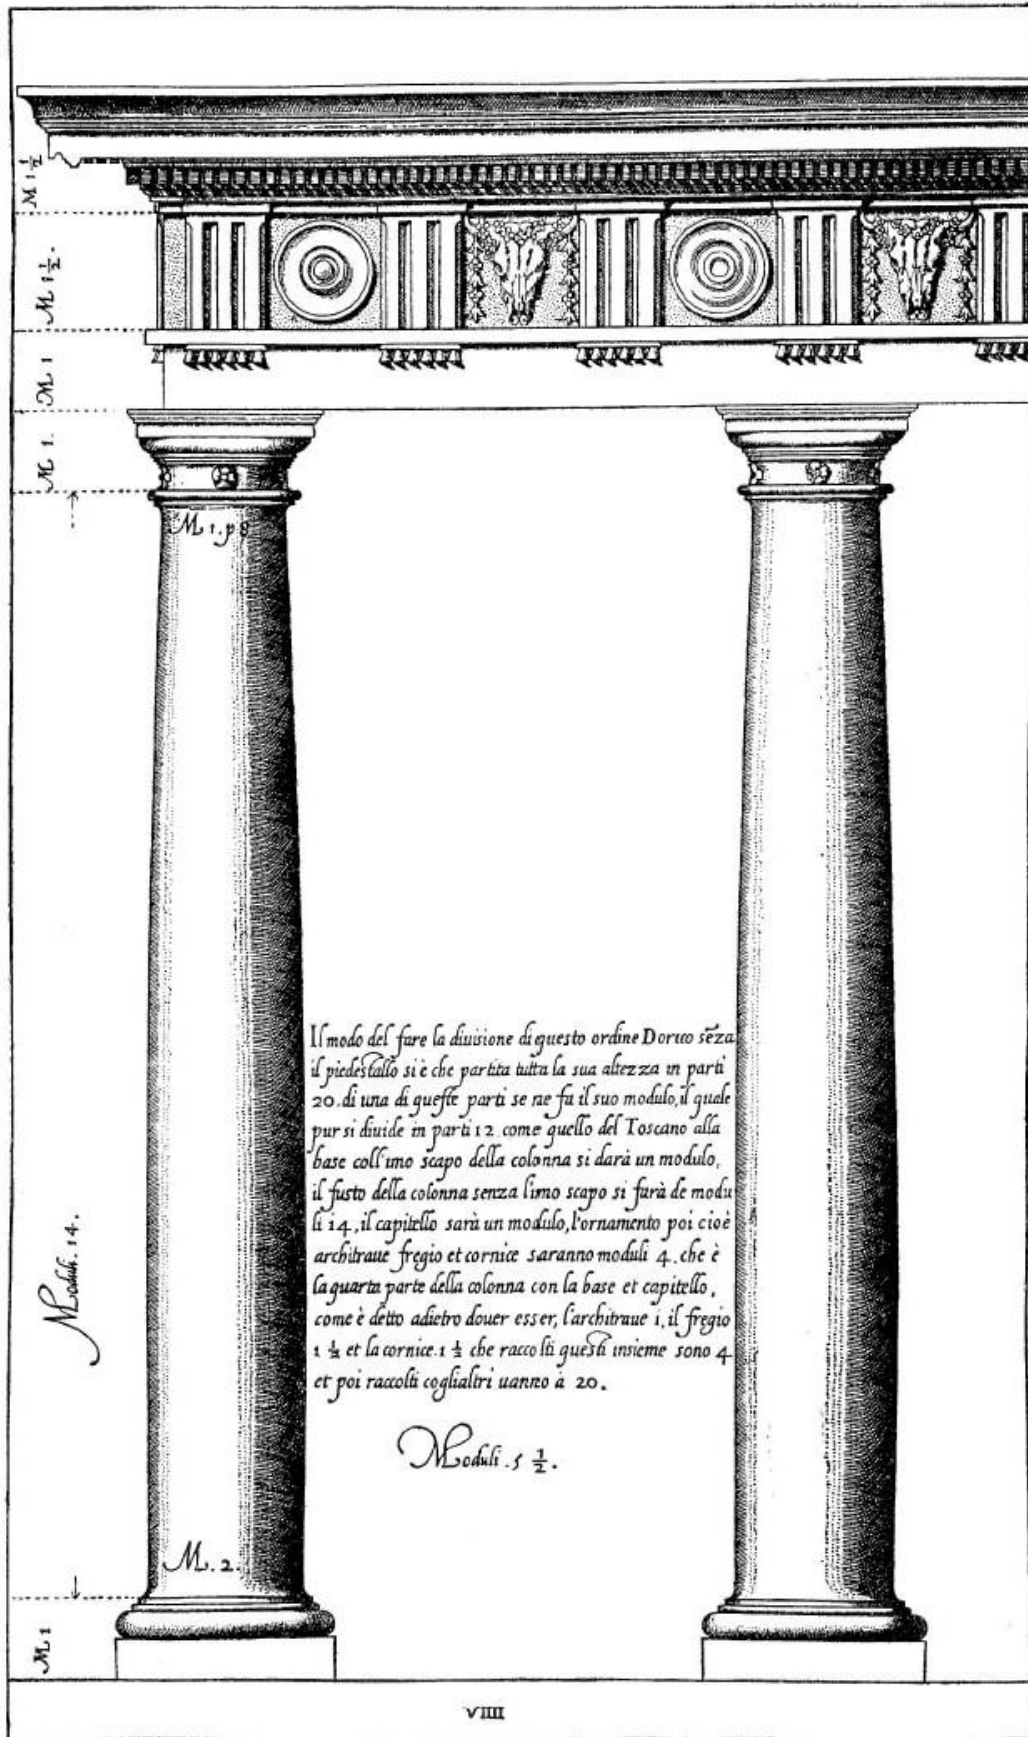 M 1 ½
M 1 ½.
M. 1
M 1.
M 1. p 8
Il modo del fare la diuisione di questo ordine Dorico sēza
il piedestallo si è che partita tutta la sua altezza in parti
20. di una di queste parti se ne fa il suo modulo, il quale
pur si diuide in parti 12 come quello del Toscano alla
base coll'imo scapo della colonna si darà un modulo,
il fusto della colonna senza l'imo scapo si farà de modu
li 14, il capitello sarà un modulo, l'ornamento poi cioè
architraue fregio et cornice saranno moduli 4. che è
la quarta parte della colonna con la base et capitello,
come è detto adietro douer esser, l'architraue 1, il fregio
1 ½ et la cornice. 1 ½ che raccolti questi insieme sono 4
et poi raccolti cogli altri uanno à 20.
Moduli. 14.
Moduli. 5 ½.
M. 2.
M 1
VIIII